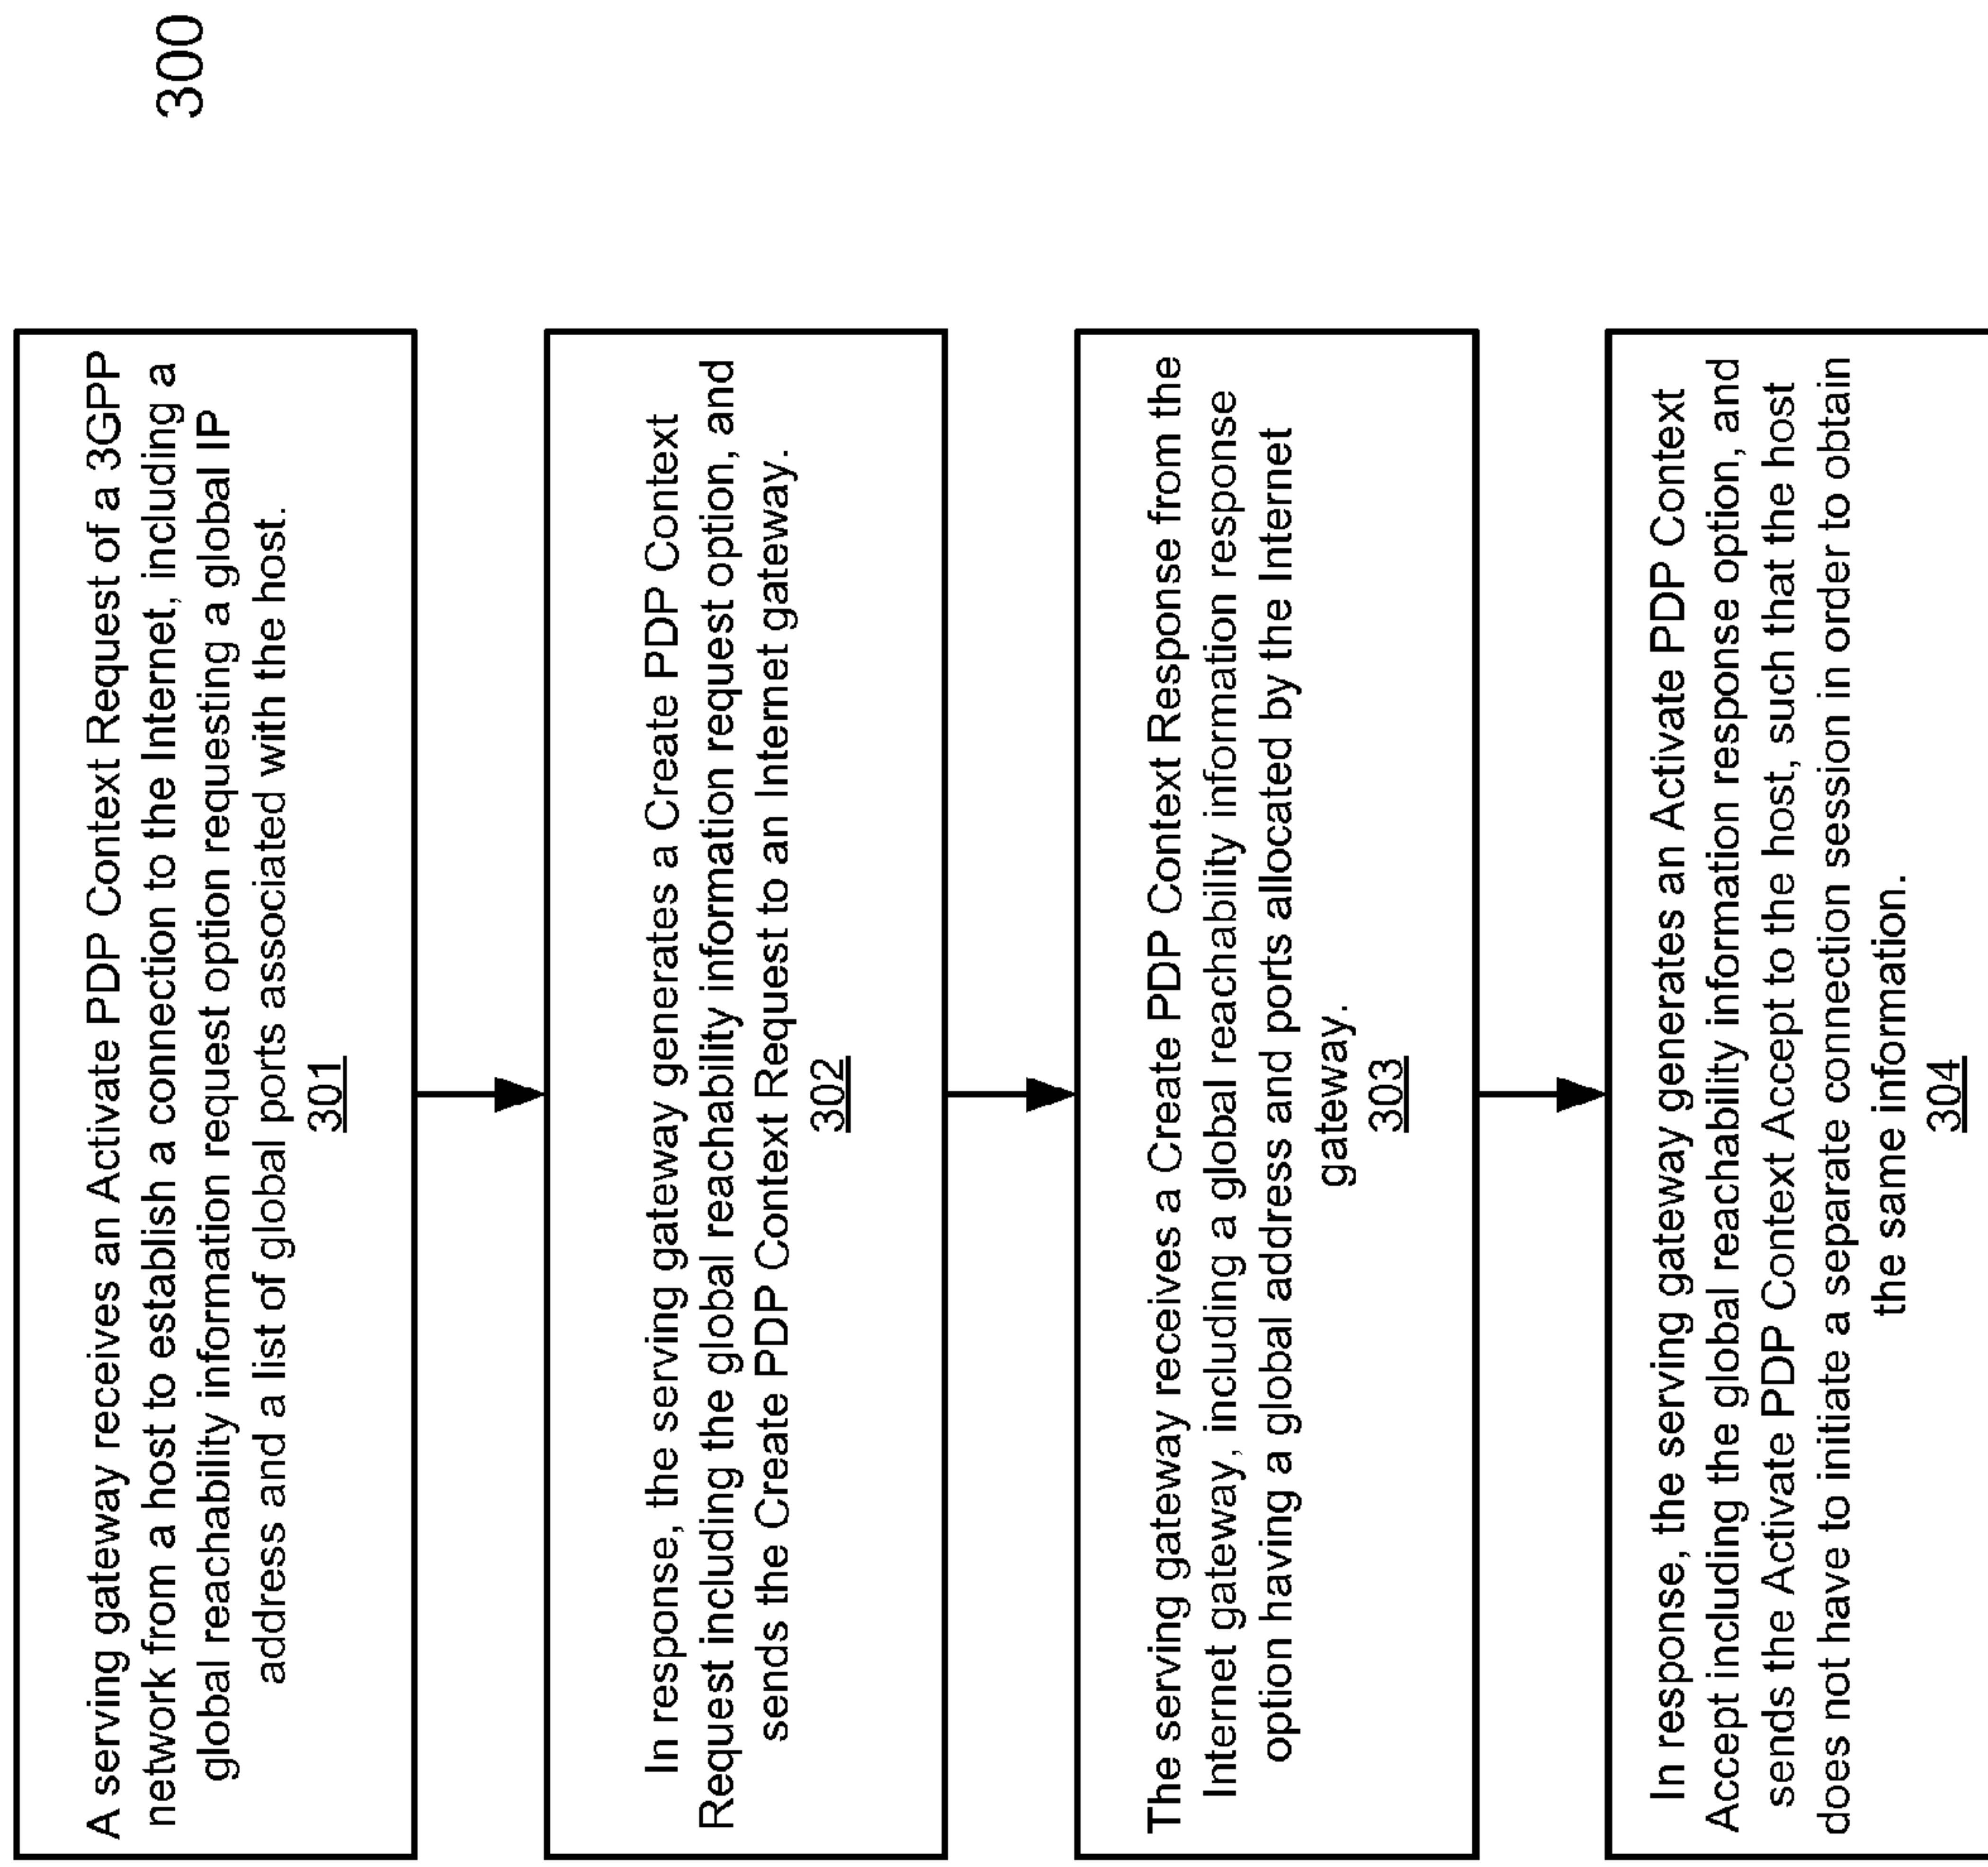 300
A serving gateway receives an Activate PDP Context Request of a 3GPP
network from a host to establish a connection to the Internet, including a
global reachability information request option requesting a global IP
address and a list of global ports associated with the host.
301
In response, the serving gateway generates a Create PDP Context
Request including the global reachability information request option, and
sends the Create PDP Context Request to an Internet gateway.
302
The serving gateway receives a Create PDP Context Response from the
Internet gateway, including a global reachability information response
option having a global address and ports allocated by the Internet
gateway.
303
In response, the serving gateway generates an Activate PDP Context
Accept including the global reachability information response option, and
sends the Activate PDP Context Accept to the host, such that the host
does not have to initiate a separate connection session in order to obtain
the same information.
304